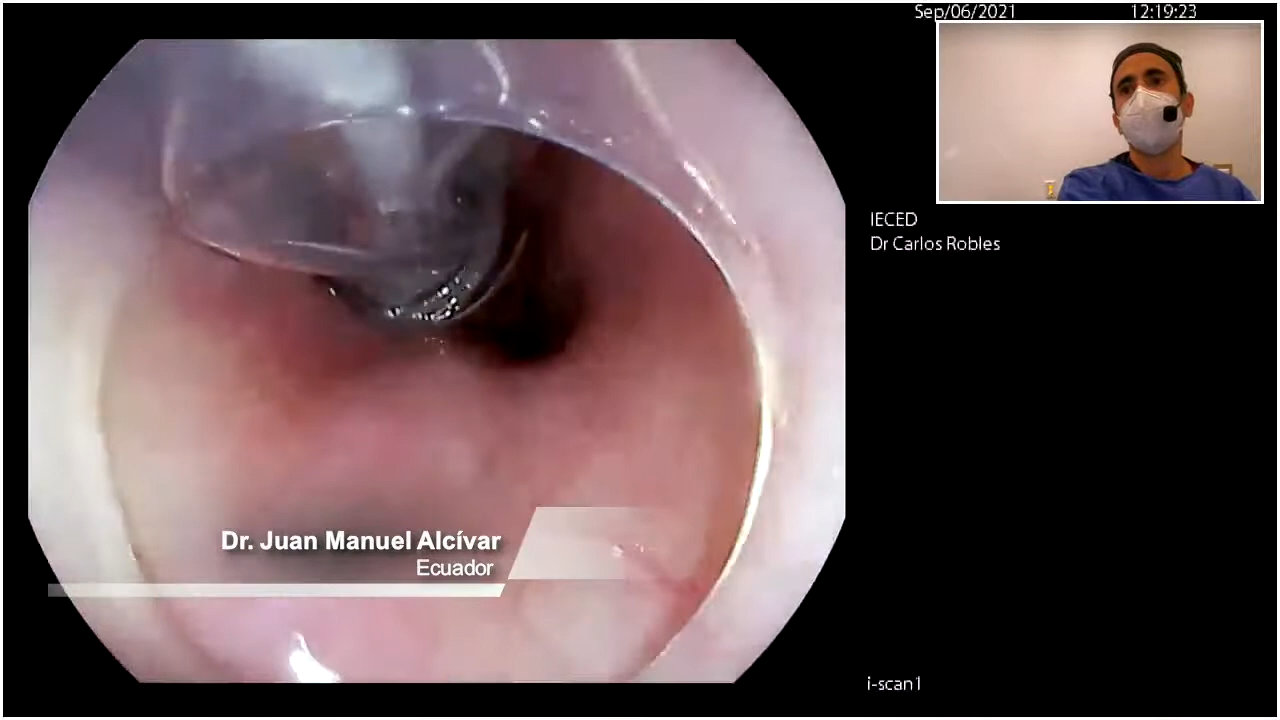 Sep/06/2021 12:19:23
IECED
Dr Carlos Robles
Dr. Juan Manuel Alcívar
Ecuador
i-scan1